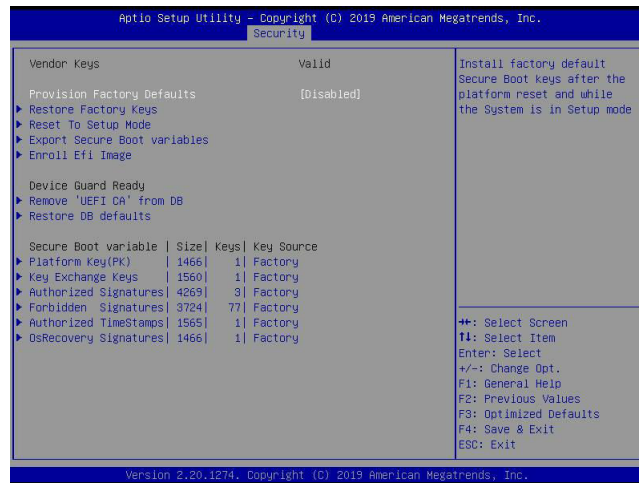 Aptio Setup Utility – Copyright (C) 2019 American Megatrends, Inc.
Security
Vendor Keys Valid
Provision Factory Defaults [Disabled]
Restore Factory Keys
Reset To Setup Mode
Export Secure Boot variables
Enroll Efi Image
Device Guard Ready
Remove 'UEFI CA' from DB
Restore DB defaults
Secure Boot variable | Size| Keys| Key Source
Platform Key(PK) | 1466| 1| Factory
Key Exchange Keys | 1560| 1| Factory
Authorized Signatures| 4269| 3| Factory
Forbidden Signatures| 3724| 77| Factory
Authorized TimeStamps| 1565| 1| Factory
OsRecovery Signatures| 1466| 1| Factory
Install factory default
Secure Boot keys after the
platform reset and while
the System is in Setup mode
→←: Select Screen
↑↓: Select Item
Enter: Select
+/-: Change Opt.
F1: General Help
F2: Previous Values
F3: Optimized Defaults
F4: Save & Exit
ESC: Exit
Version 2.20.1274. Copyright (C) 2019 American Megatrends, Inc.